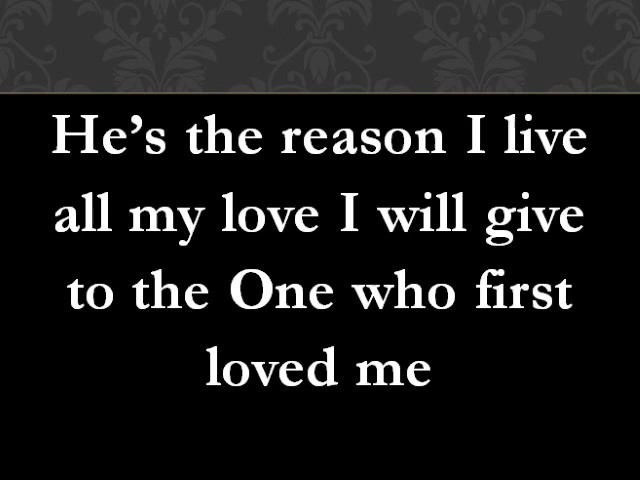 He’s the reason I live
all my love I will give
to the One who first
loved me